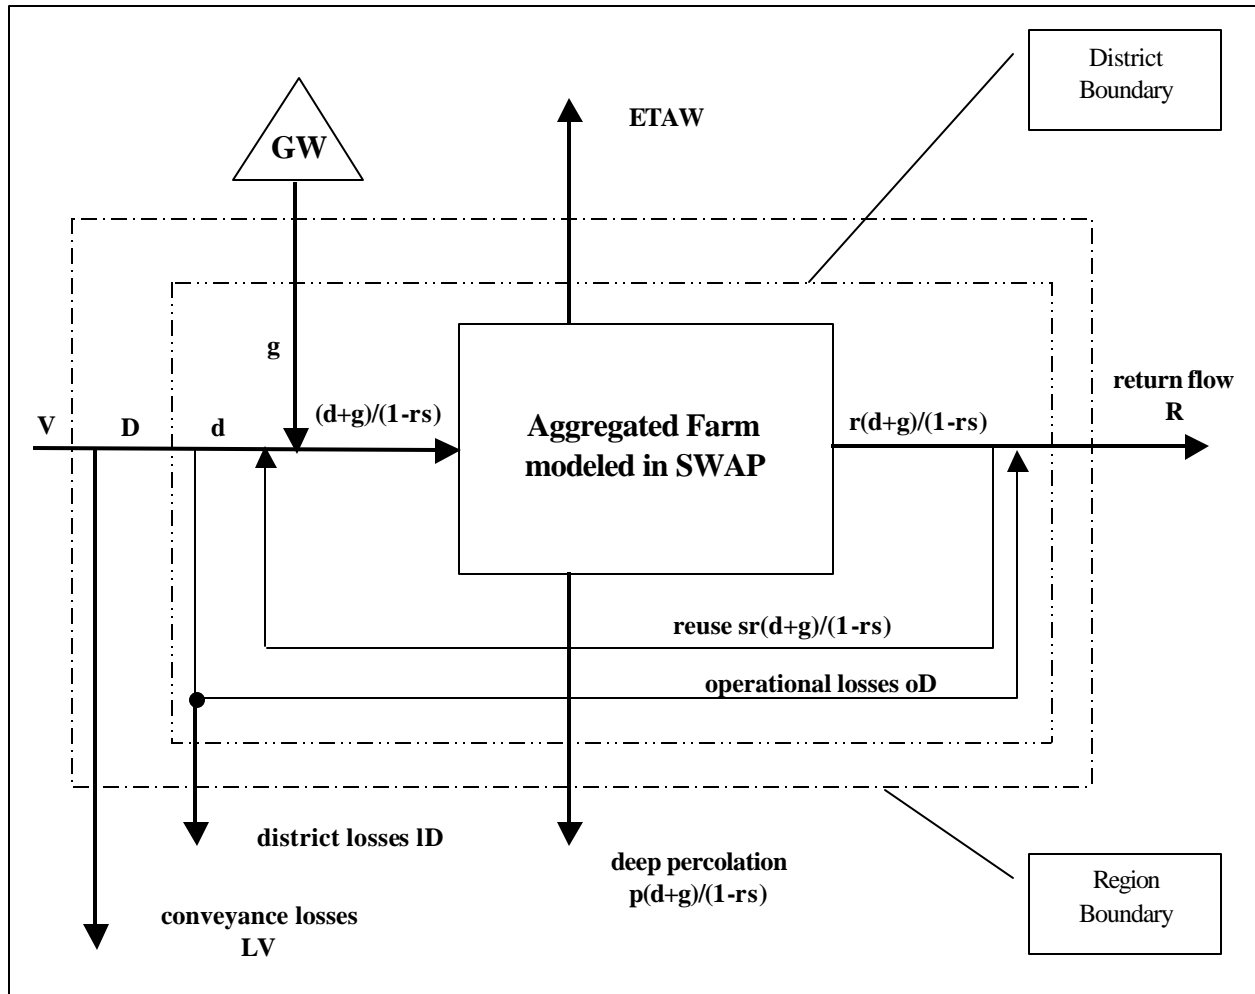 District
Boundary
GW
ETAW
g
V
D
d
(d+g)/(1-rs)
Aggregated Farm
modeled in SWAP
r(d+g)/(1-rs)
return flow
R
reuse sr(d+g)/(1-rs)
operational losses oD
district losses lD
deep percolation
p(d+g)/(1-rs)
conveyance losses
LV
Region
Boundary